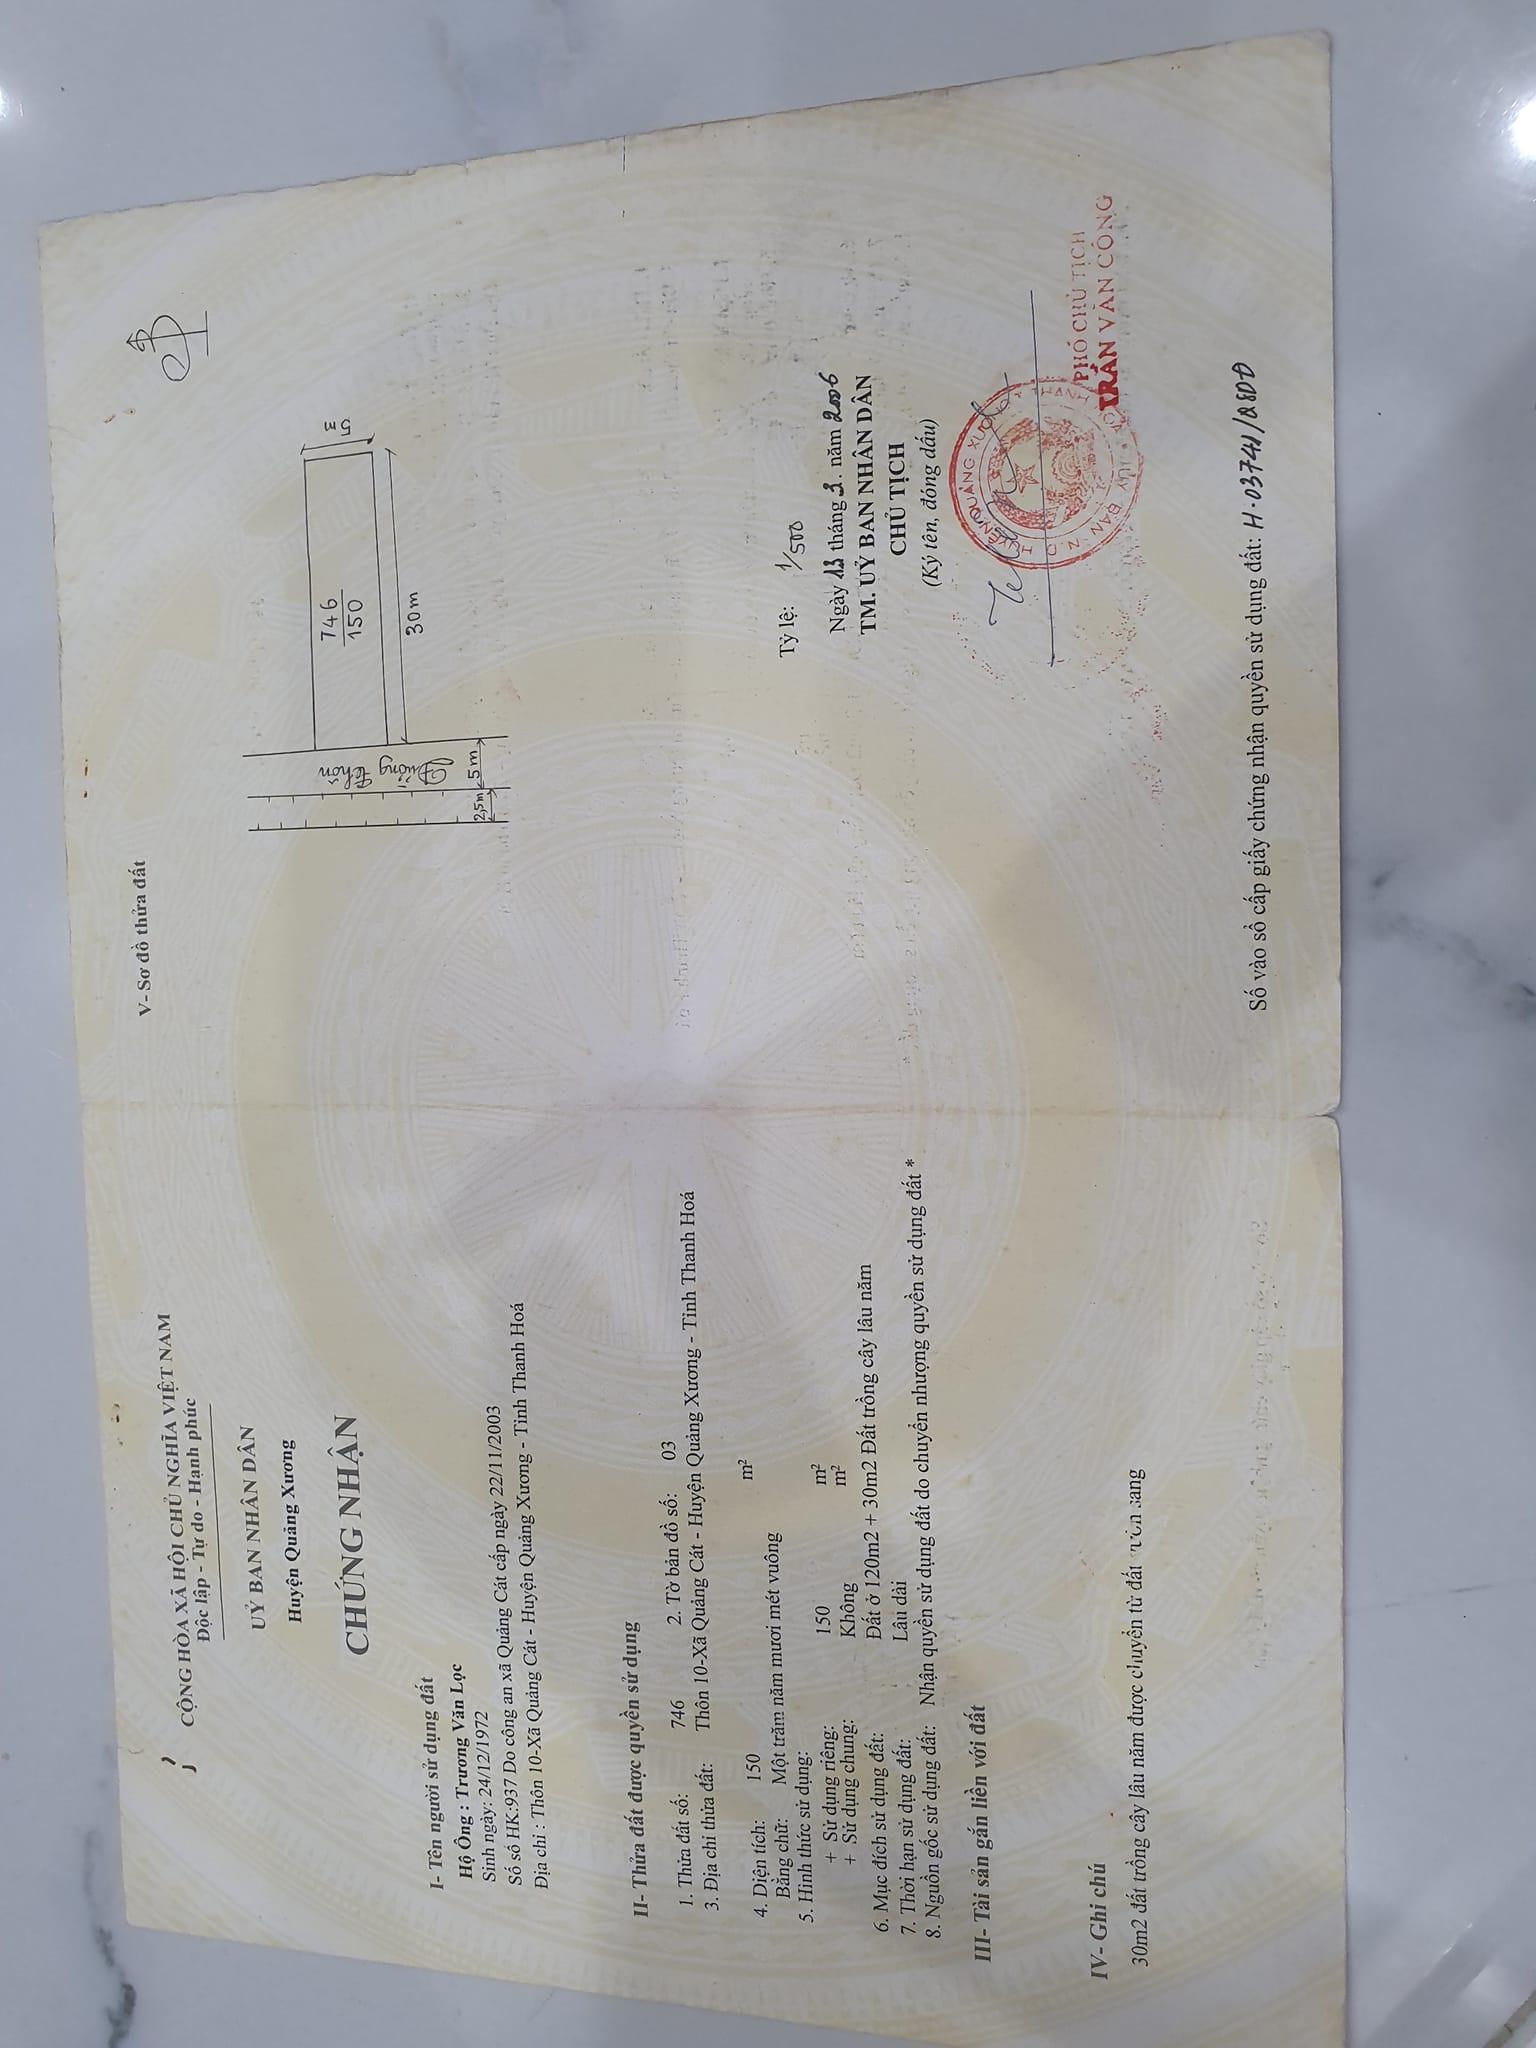 CỘNG HÒA XÃ HỘI CHỦ NGHĨA VIỆT NAM
Độc lập - Tự do - Hạnh phúc
UỶ BAN NHÂN DÂN
Huyện Quảng Xương
CHỨNG NHẬN
I- Tên người sử dụng đất
Hộ Ông : Trương Văn Lọc
Sinh ngày: 24/12/1972
Số sổ HK:937 Do công an xã Quảng Cát cấp ngày 22/11/2003
Địa chỉ : Thôn 10-Xã Quảng Cát - Huyện Quảng Xương - Tỉnh Thanh Hoá
II- Thửa đất được quyền sử dụng
1. Thửa đất số: 746 2. Tờ bản đồ số: 03
3. Địa chỉ thửa đất: Thôn 10-Xã Quảng Cát - Huyện Quảng Xương - Tỉnh Thanh Hoá
4. Diện tích: 150 m²
Bằng chữ: Một trăm năm mươi mét vuông
5. Hình thức sử dụng:
+ Sử dụng riêng: 150 m²
+ Sử dụng chung: Không m²
6. Mục đích sử dụng đất: Đất ở 120m2 + 30m2 Đất trồng cây lâu năm
7. Thời hạn sử dụng đất: Lâu dài
8. Nguồn gốc sử dụng đất: Nhận quyền sử dụng đất do chuyển nhượng quyền sử dụng đất *
III- Tài sản gắn liền với đất
IV- Ghi chú
30m2 đất trồng cây lâu năm được chuyển từ đất vườn sang
V- Sơ đồ thửa đất
B
746
150
5m
30m
Đường thôn
2,5m 5m
Tỷ lệ: 1/500
Ngày 13 tháng 3. năm 2006
TM. UỶ BAN NHÂN DÂN
CHỦ TỊCH
(Ký tên, đóng dấu)
HUYỆN QUẢNG XƯƠNG T. THANH HOÁ
ỦY BAN N.D
PHÓ CHỦ TỊCH
TRẦN VĂN CÔNG
Số vào sổ cấp giấy chứng nhận quyền sử dụng đất: H.03741/QSDĐ